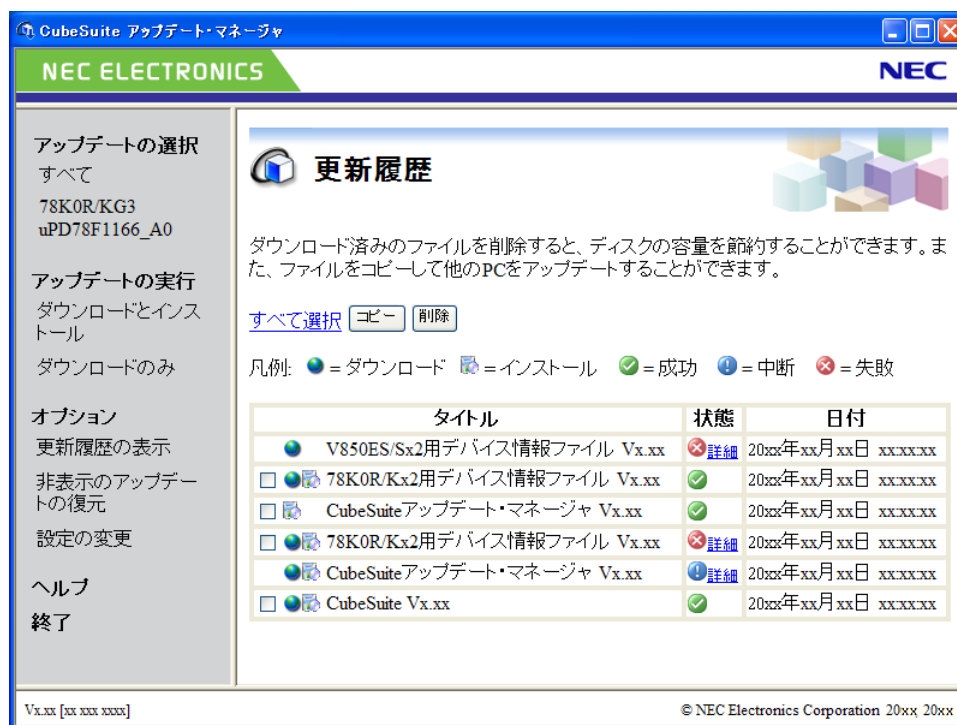 CubeSuite アップデート・マネージャ
NEC ELECTRONICS
NEC
アップデートの選択
すべて
78K0R/KG3
uPD78F1166_A0
アップデートの実行
ダウンロードとインス
トール
ダウンロードのみ
オプション
更新履歴の表示
非表示のアップデー
トの復元
設定の変更
ヘルプ
終了
更新履歴
ダウンロード済みのファイルを削除すると、ディスクの容量を節約することができます。ま
た、ファイルをコピーして他のPCをアップデートすることができます。
すべて選択 コピー 削除
凡例: = ダウンロード = インストール = 成功 = 中断 = 失敗
タイトル 状態 日付
V850ES/Sx2用デバイス情報ファイル Vx.xx 詳細 20xx年xx月xx日 xx:xx:xx
78K0R/Kx2用デバイス情報ファイル Vx.xx 20xx年xx月xx日 xx:xx:xx
CubeSuiteアップデート・マネージャ Vx.xx 20xx年xx月xx日 xx:xx:xx
78K0R/Kx2用デバイス情報ファイル Vx.xx 詳細 20xx年xx月xx日 xx:xx:xx
CubeSuiteアップデート・マネージャ Vx.xx 詳細 20xx年xx月xx日 xx:xx:xx
CubeSuite Vx.xx 20xx年xx月xx日 xx:xx:xx
Vx.xx [xx xxx xxxx]
© NEC Electronics Corporation 20xx, 20xx